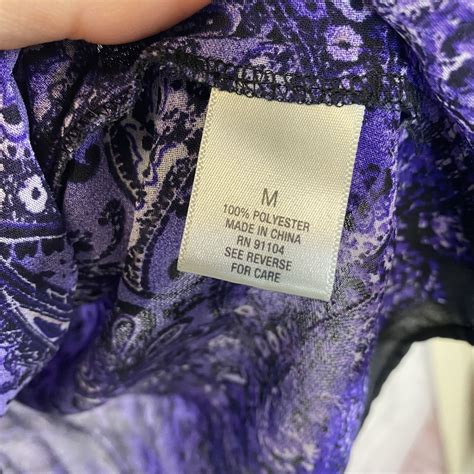 M
100% POLYESTER
MADE IN CHINA
RN 91104
SEE REVERSE
FOR CARE